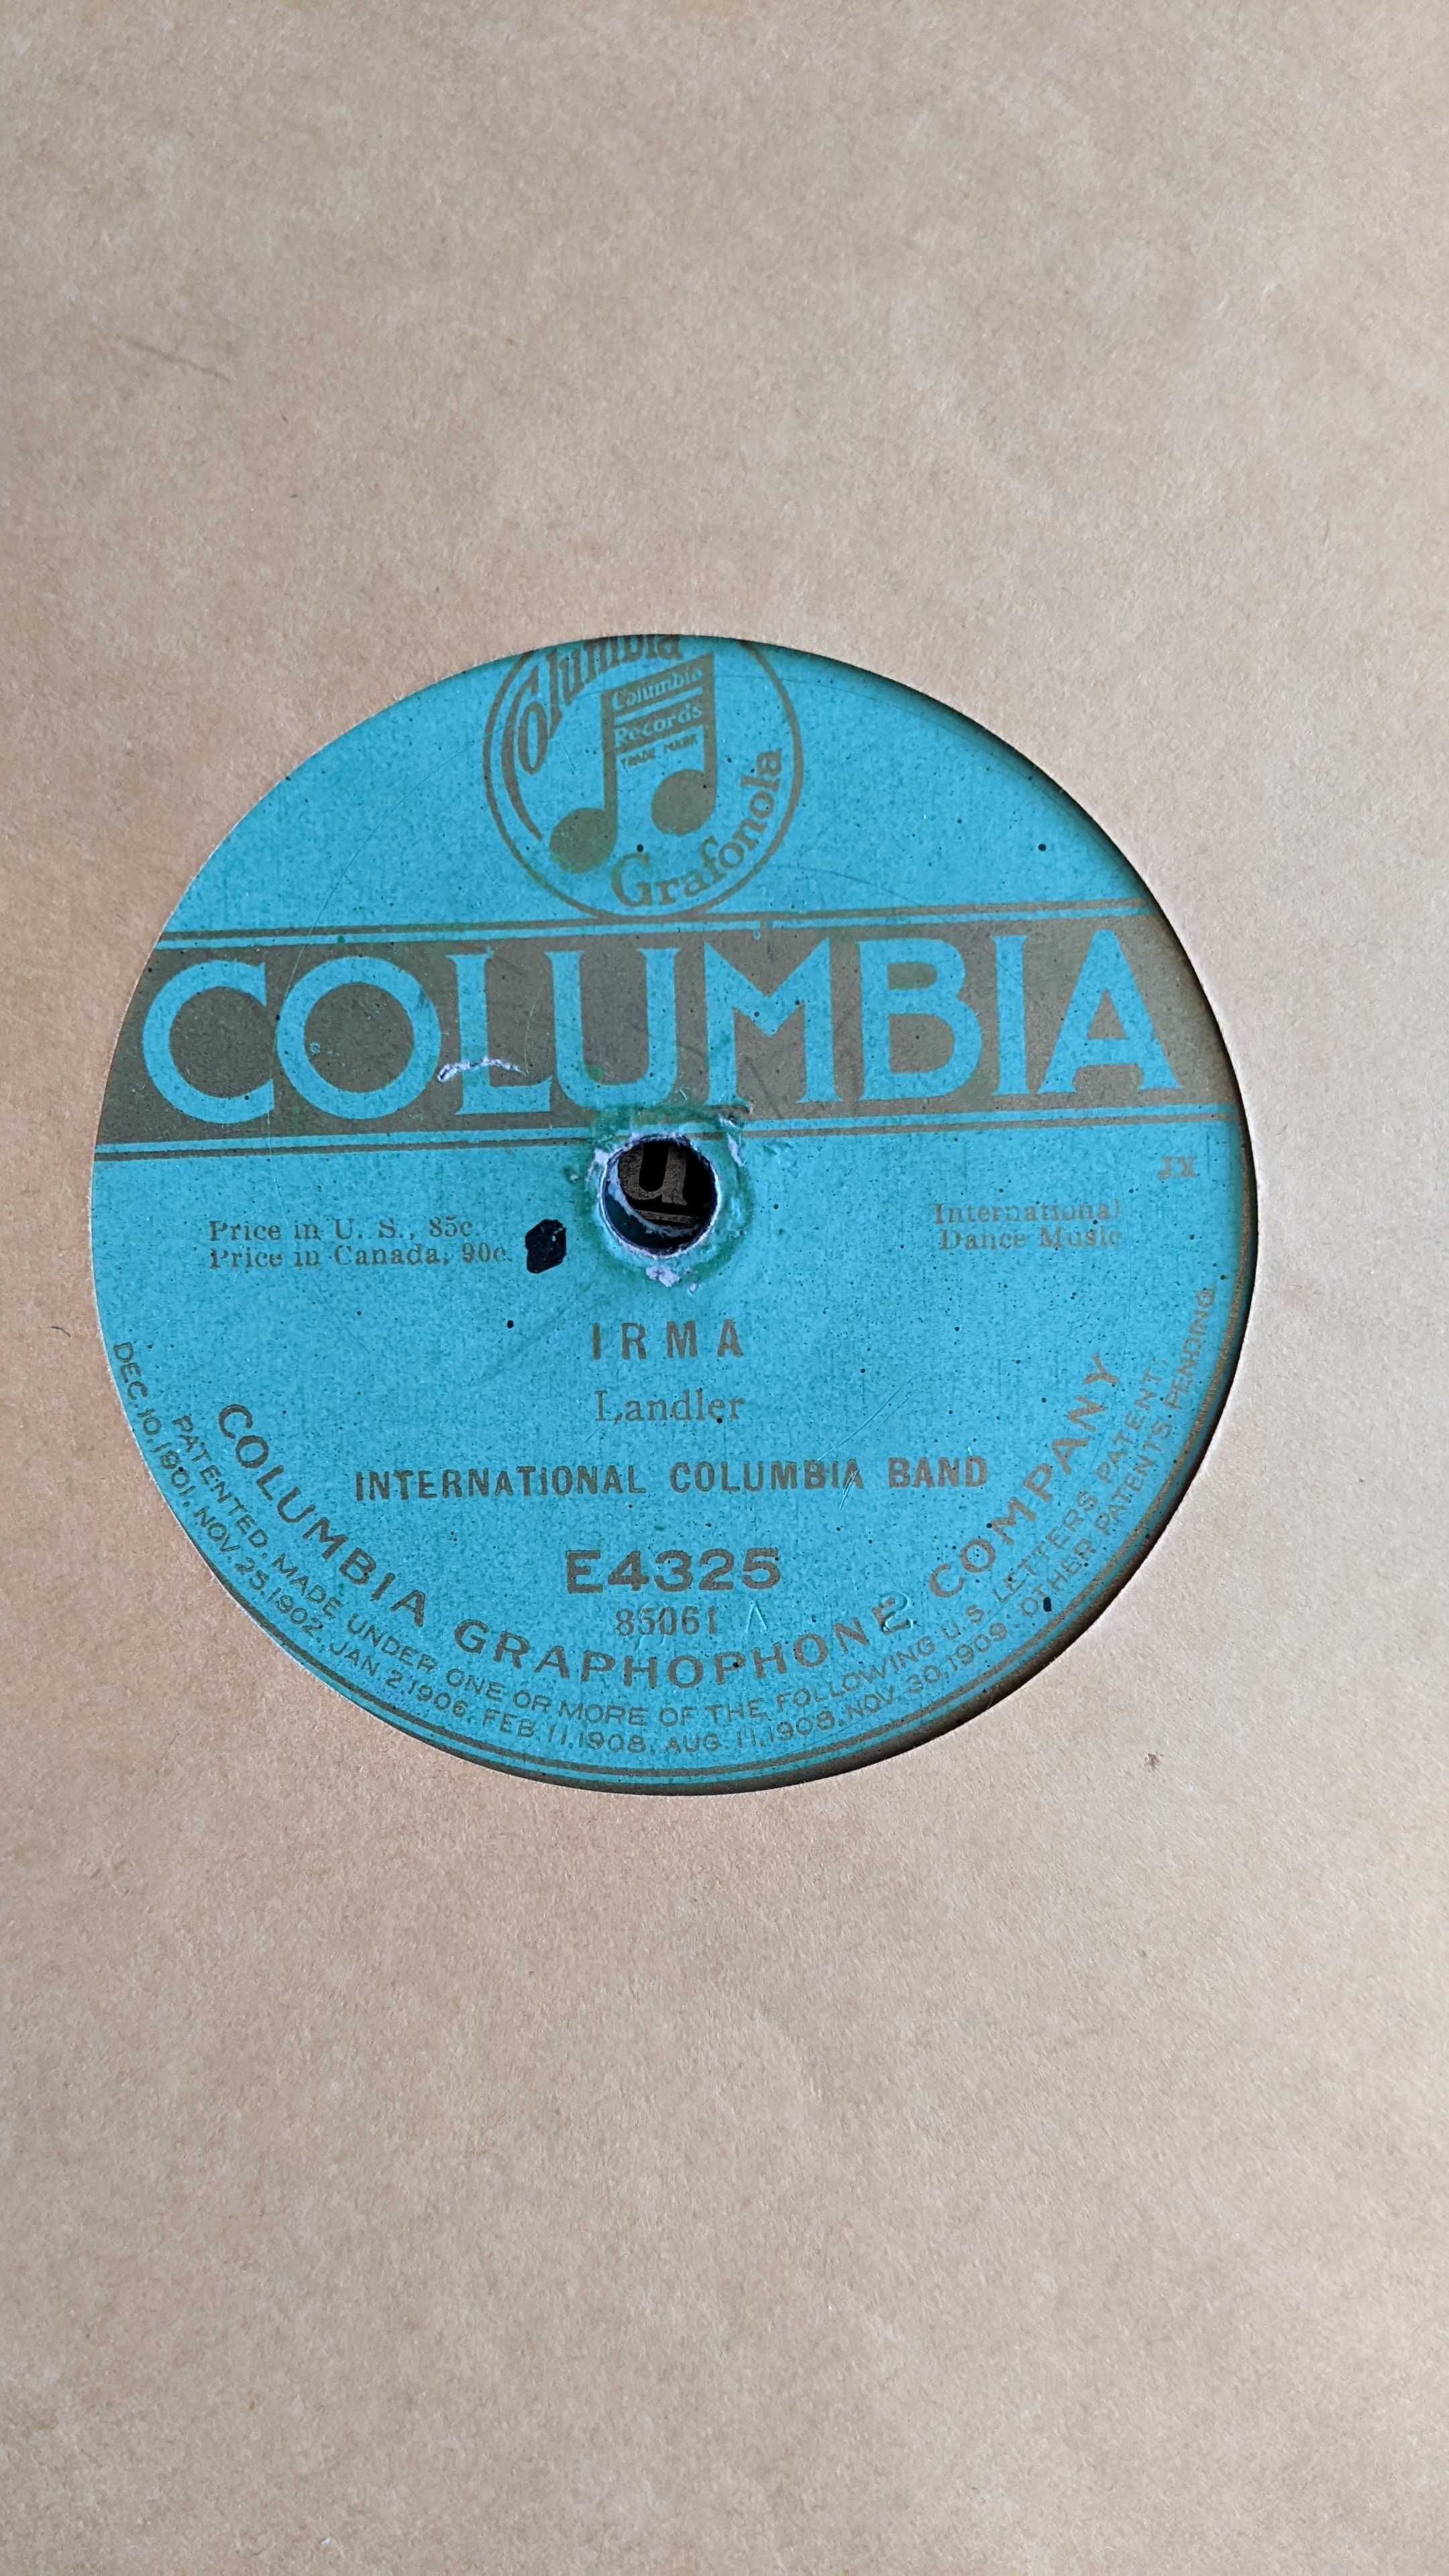 Columbia
Columbia
Records
TRADE MARK
Grafonola
COLUMBIA
u
Price in U. S., 85c
Price in Canada, 90c
International
Dance Music
IRMA
Landler
INTERNATIONAL COLUMBIA BAND
E4325
85061
COLUMBIA GRAPHOPHONE COMPANY
PATENTED. MADE UNDER ONE OR MORE OF THE FOLLOWING U.S. LETTERS PATENT:
DEC. 10, 1901, NOV. 25, 1902, JAN. 2, 1906, FEB. 11, 1908, AUG. 11, 1908, NOV. 30, 1909; OTHER PATENTS PENDING